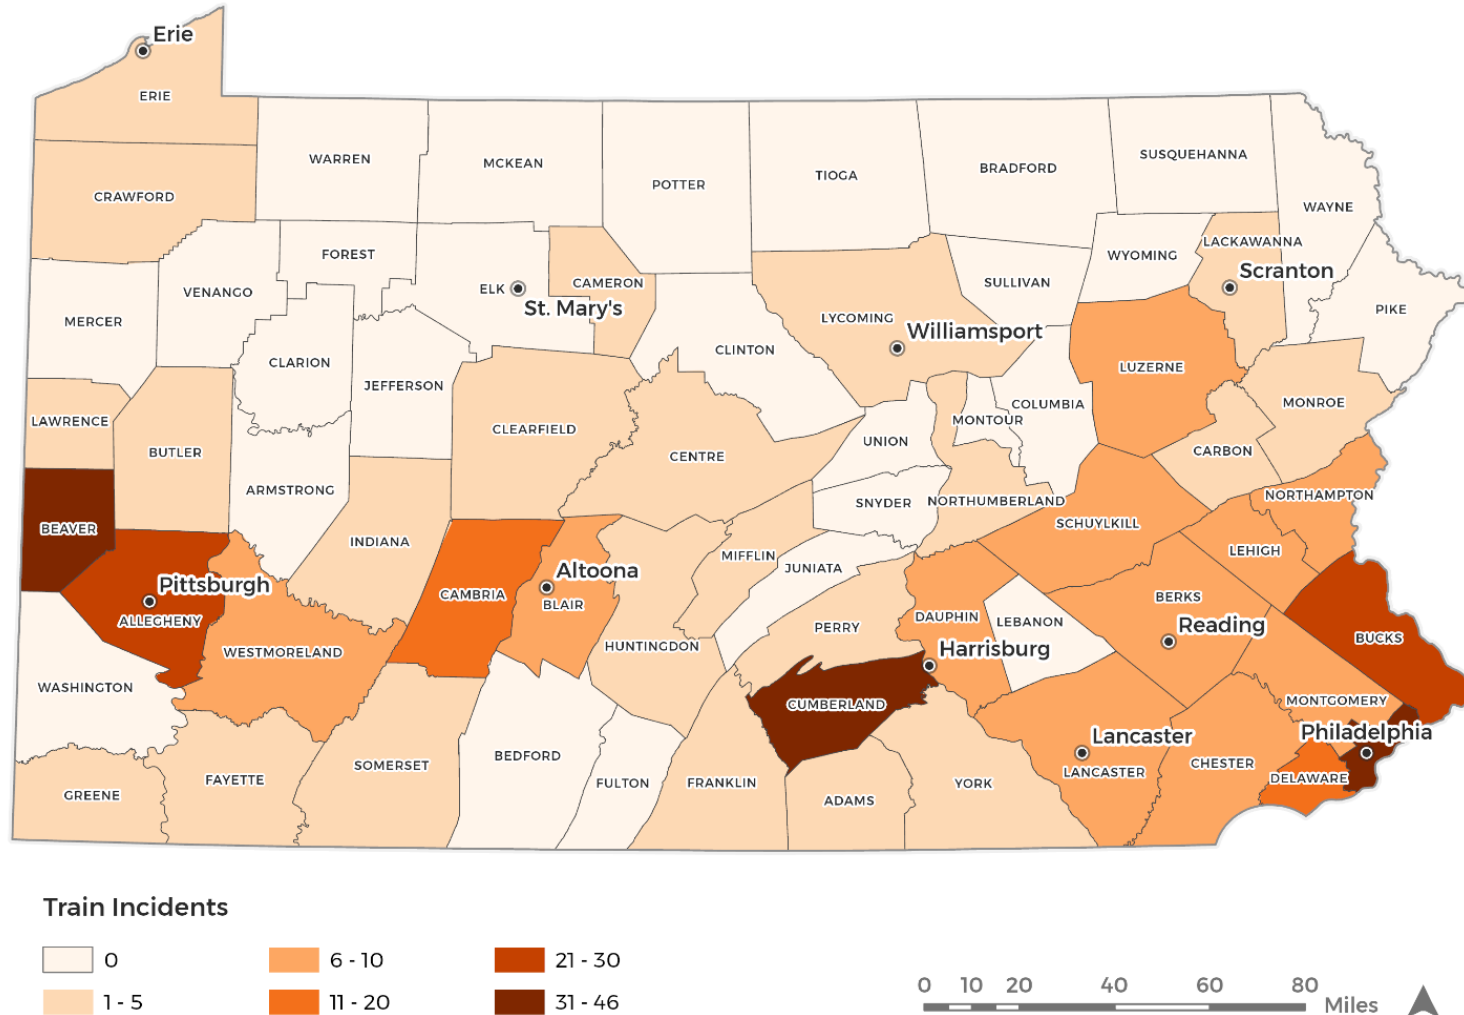 Erie
ERIE
WARREN
MCKEAN
POTTER
TIOGA
BRADFORD
SUSQUEHANNA
WAYNE
CRAWFORD
FOREST
VENANGO
ELK
St. Mary's
CAMERON
SULLIVAN
WYOMING
LACKAWANNA
Scranton
PIKE
MERCER
CLARION
JEFFERSON
CLINTON
LYCOMING
Williamsport
LUZERNE
LAWRENCE
BUTLER
ARMSTRONG
CLEARFIELD
CENTRE
UNION
MONTOUR
COLUMBIA
CARBON
MONROE
BEAVER
INDIANA
SNYDER
NORTHUMBERLAND
SCHUYLKILL
NORTHAMPTON
LEHIGH
Pittsburgh
ALLEGHENY
CAMBRIA
Altoona
BLAIR
MIFFLIN
JUNIATA
PERRY
DAUPHIN
Harrisburg
LEBANON
BERKS
Reading
BUCKS
WESTMORELAND
HUNTINGDON
WASHINGTON
CUMBERLAND
MONTGOMERY
Philadelphia
GREENE
FAYETTE
SOMERSET
BEDFORD
FULTON
FRANKLIN
ADAMS
YORK
Lancaster
LANCASTER
CHESTER
DELAWARE
Train Incidents
0
6 - 10
21 - 30
1 - 5
11 - 20
31 - 46
0 10 20 40 60 80
Miles